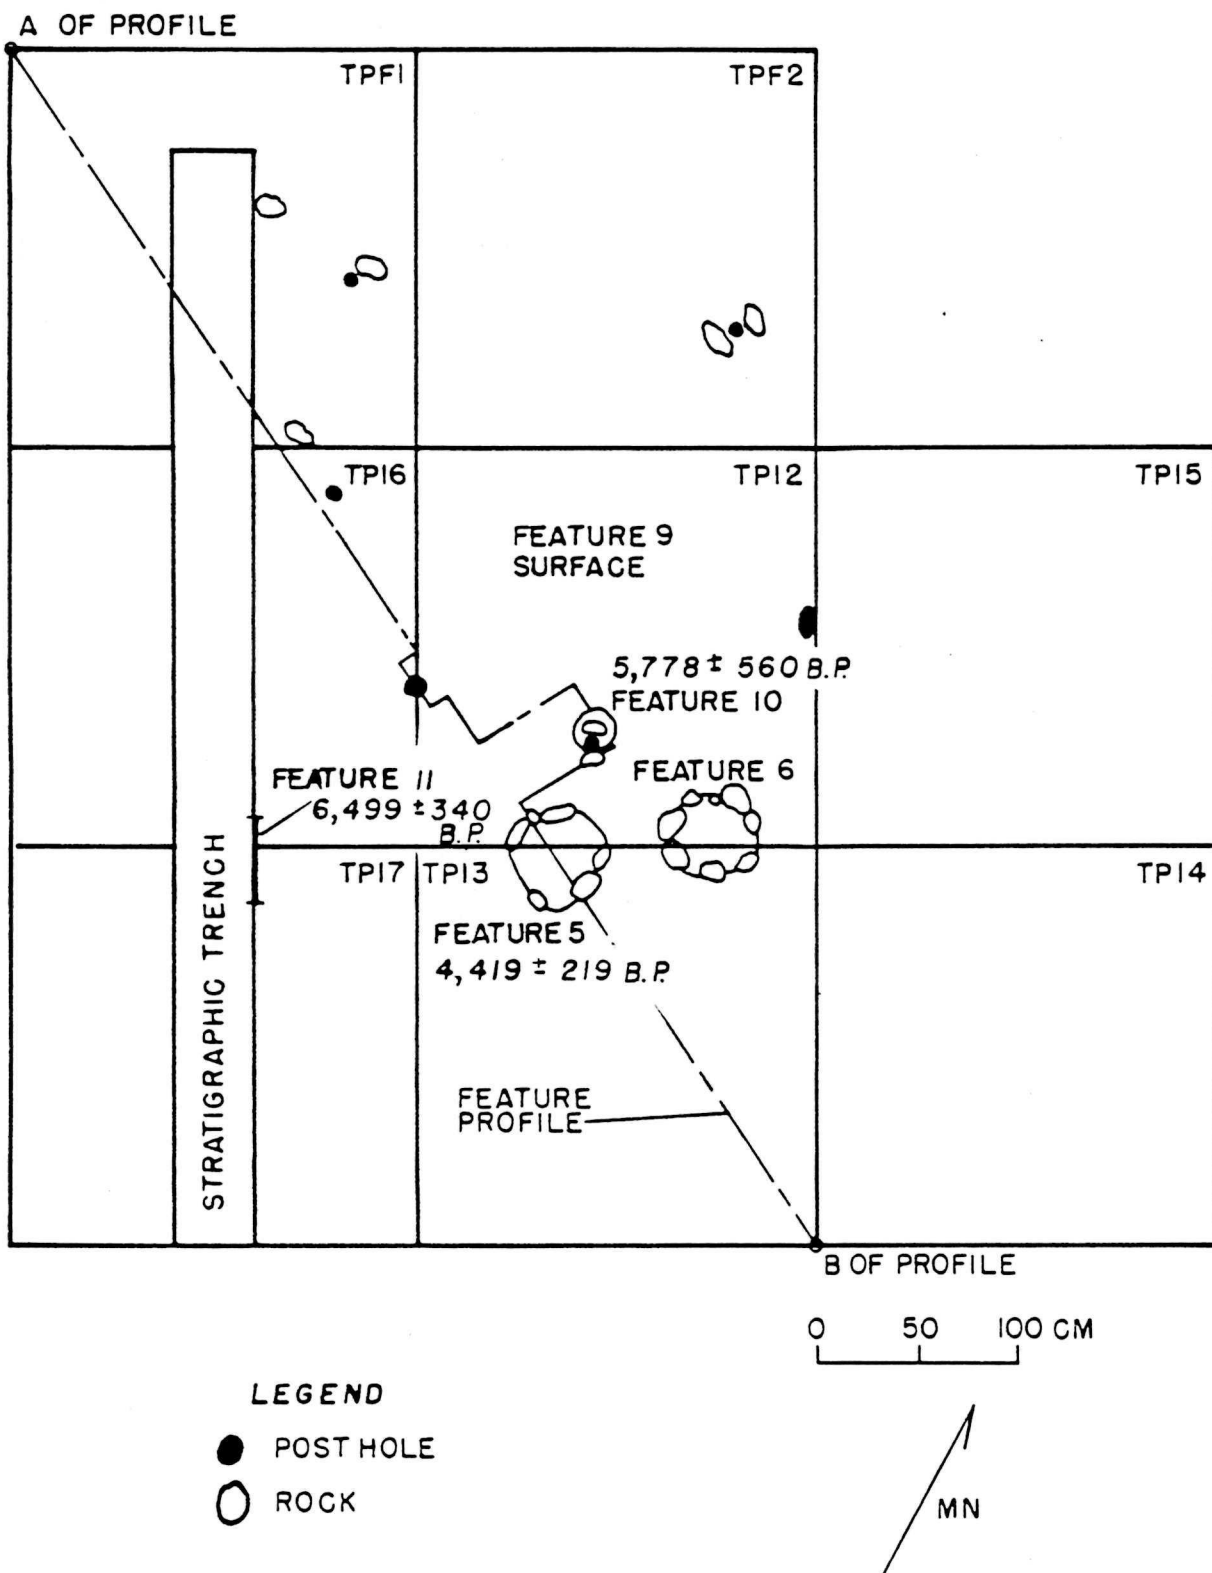 A OF PROFILE
TPF1
TPF2
TP16
TP12
TP15
FEATURE 9
SURFACE
5,778 ± 560 B.P.
FEATURE 10
FEATURE 11
6,499 ± 340
B.P.
FEATURE 6
TP17
TP13
TP14
FEATURE 5
4,419 ± 219 B.P.
STRATIGRAPHIC TRENCH
FEATURE
PROFILE
B OF PROFILE
0 50 100 CM
LEGEND
POST HOLE
ROCK
MN